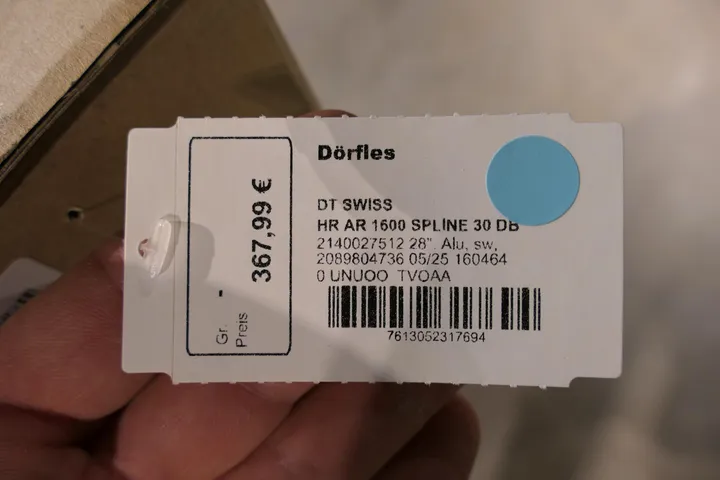 Dörfles
DT SWISS
HR AR 1600 SPLINE 30 DB
2140027512 28", Alu, sw,
2089804736 05/25 160464
0 UNUOO TVOAA
7613052317694
Gr. -
Preis 367,99 €